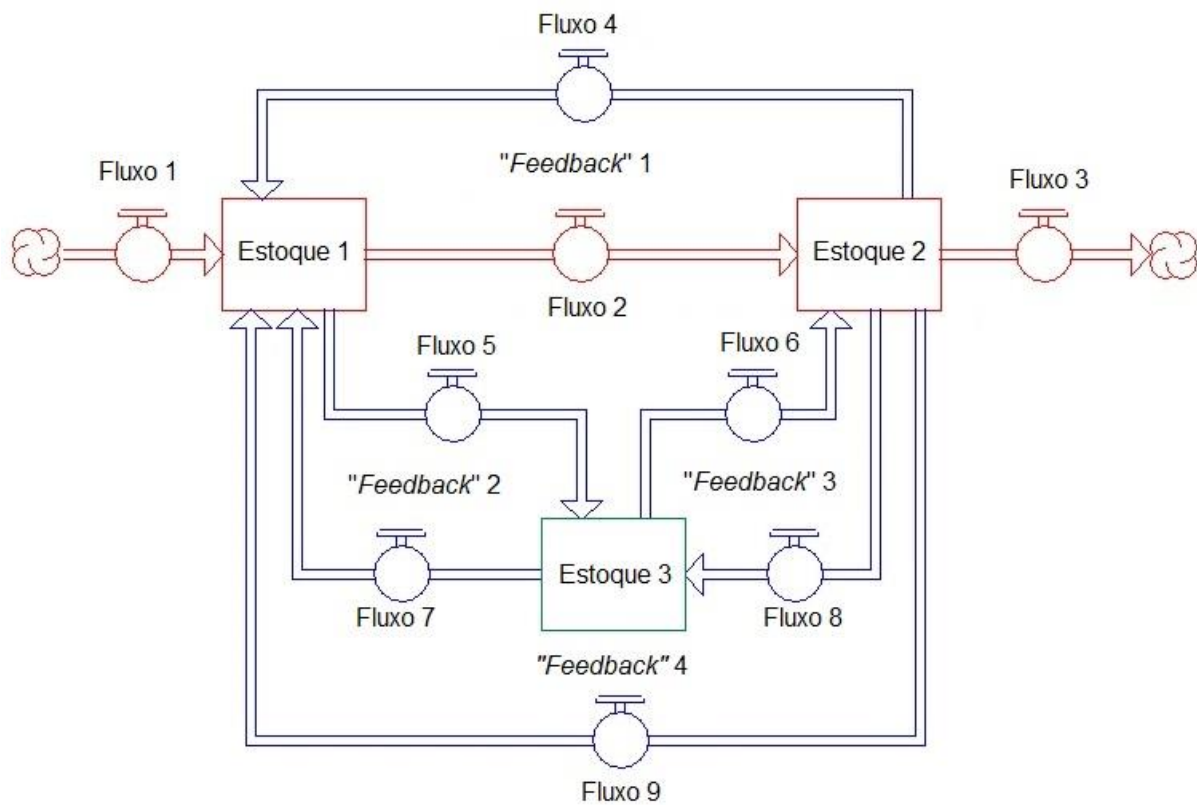 Fluxo 4
"Feedback" 1
Fluxo 1
Fluxo 3
Estoque 1
Estoque 2
Fluxo 2
Fluxo 5
Fluxo 6
"Feedback" 2
"Feedback" 3
Estoque 3
Fluxo 7
Fluxo 8
"Feedback" 4
Fluxo 9